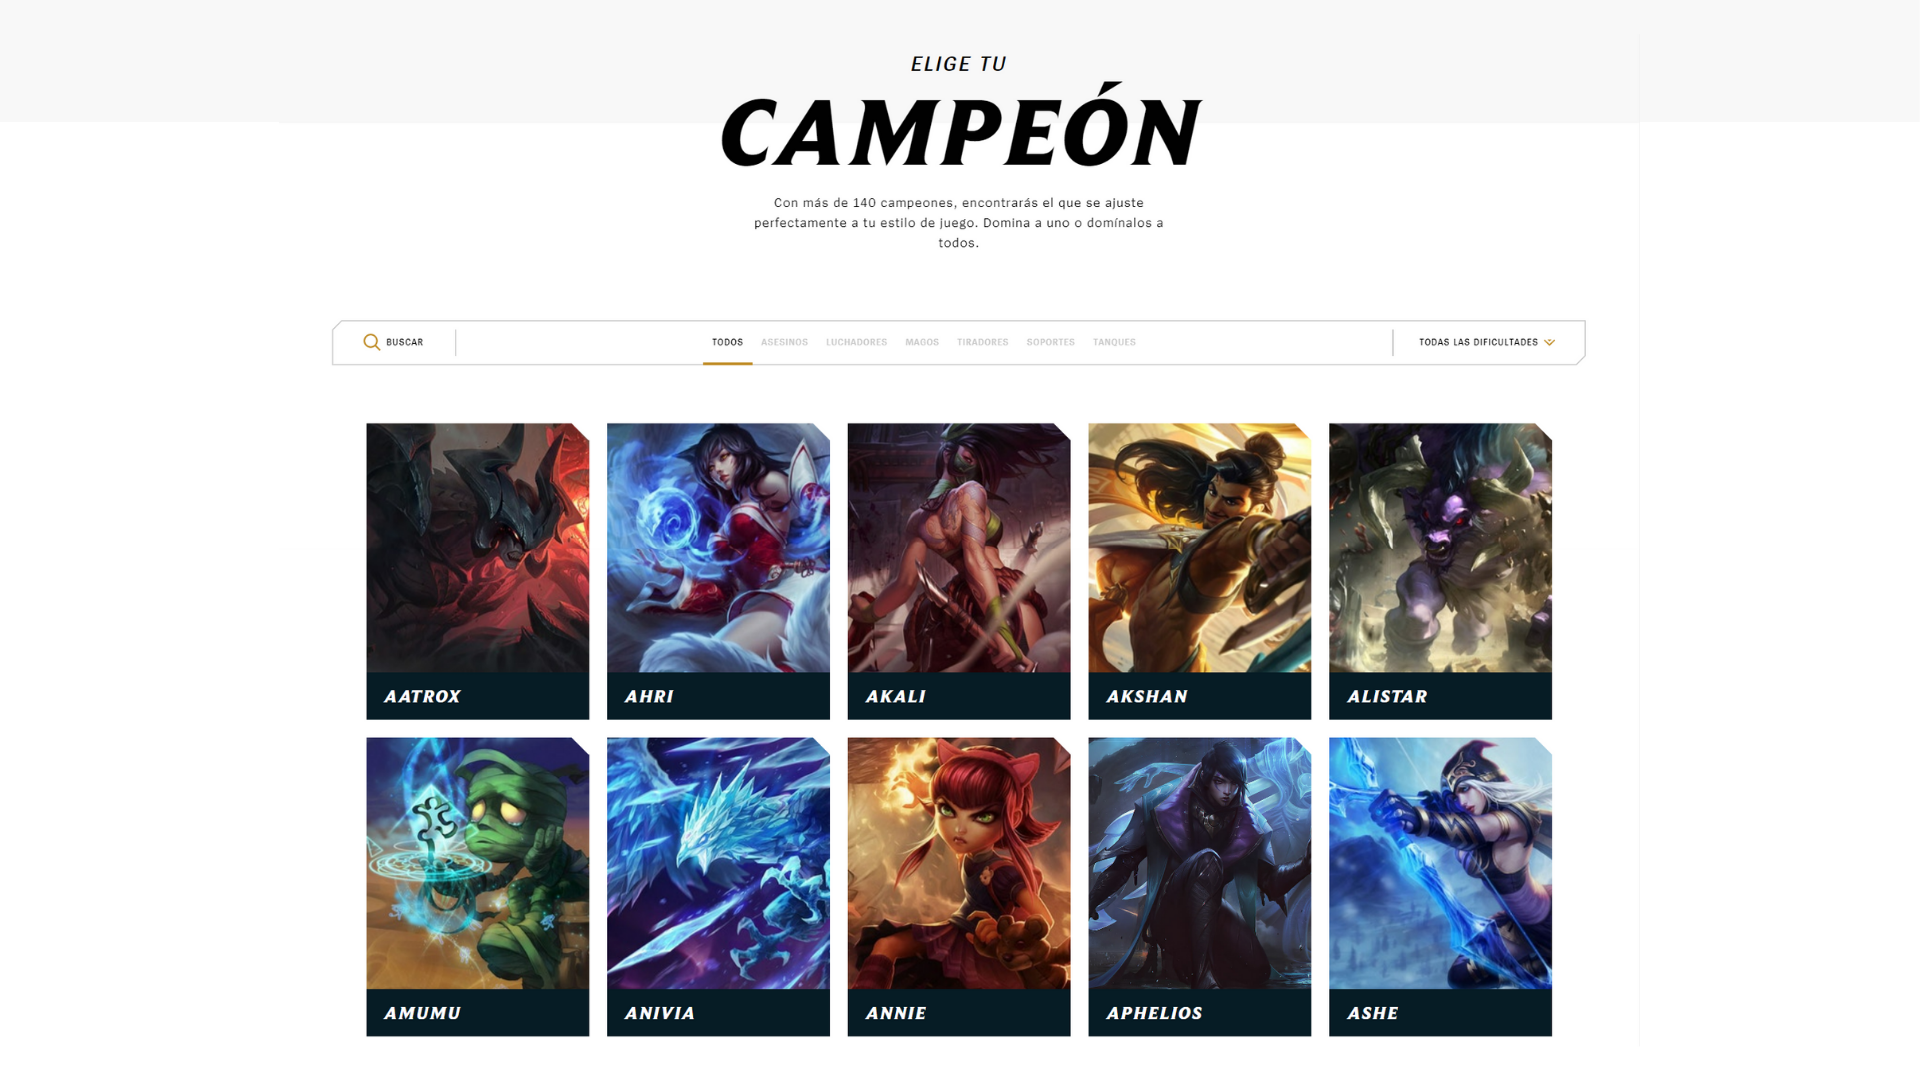 ELIGE TU
CAMPEÓN
Con más de 140 campeones, encontrarás el que se ajuste
perfectamente a tu estilo de juego. Domina a uno o domínalos a
todos.
BUSCAR
TODOS ASESINOS LUCHADORES MAGOS TIRADORES SOPORTES TANQUES
TODAS LAS DIFICULTADES
AATROX
AHRI
AKALI
AKSHAN
ALISTAR
AMUMU
ANIVIA
ANNIE
APHELIOS
ASHE